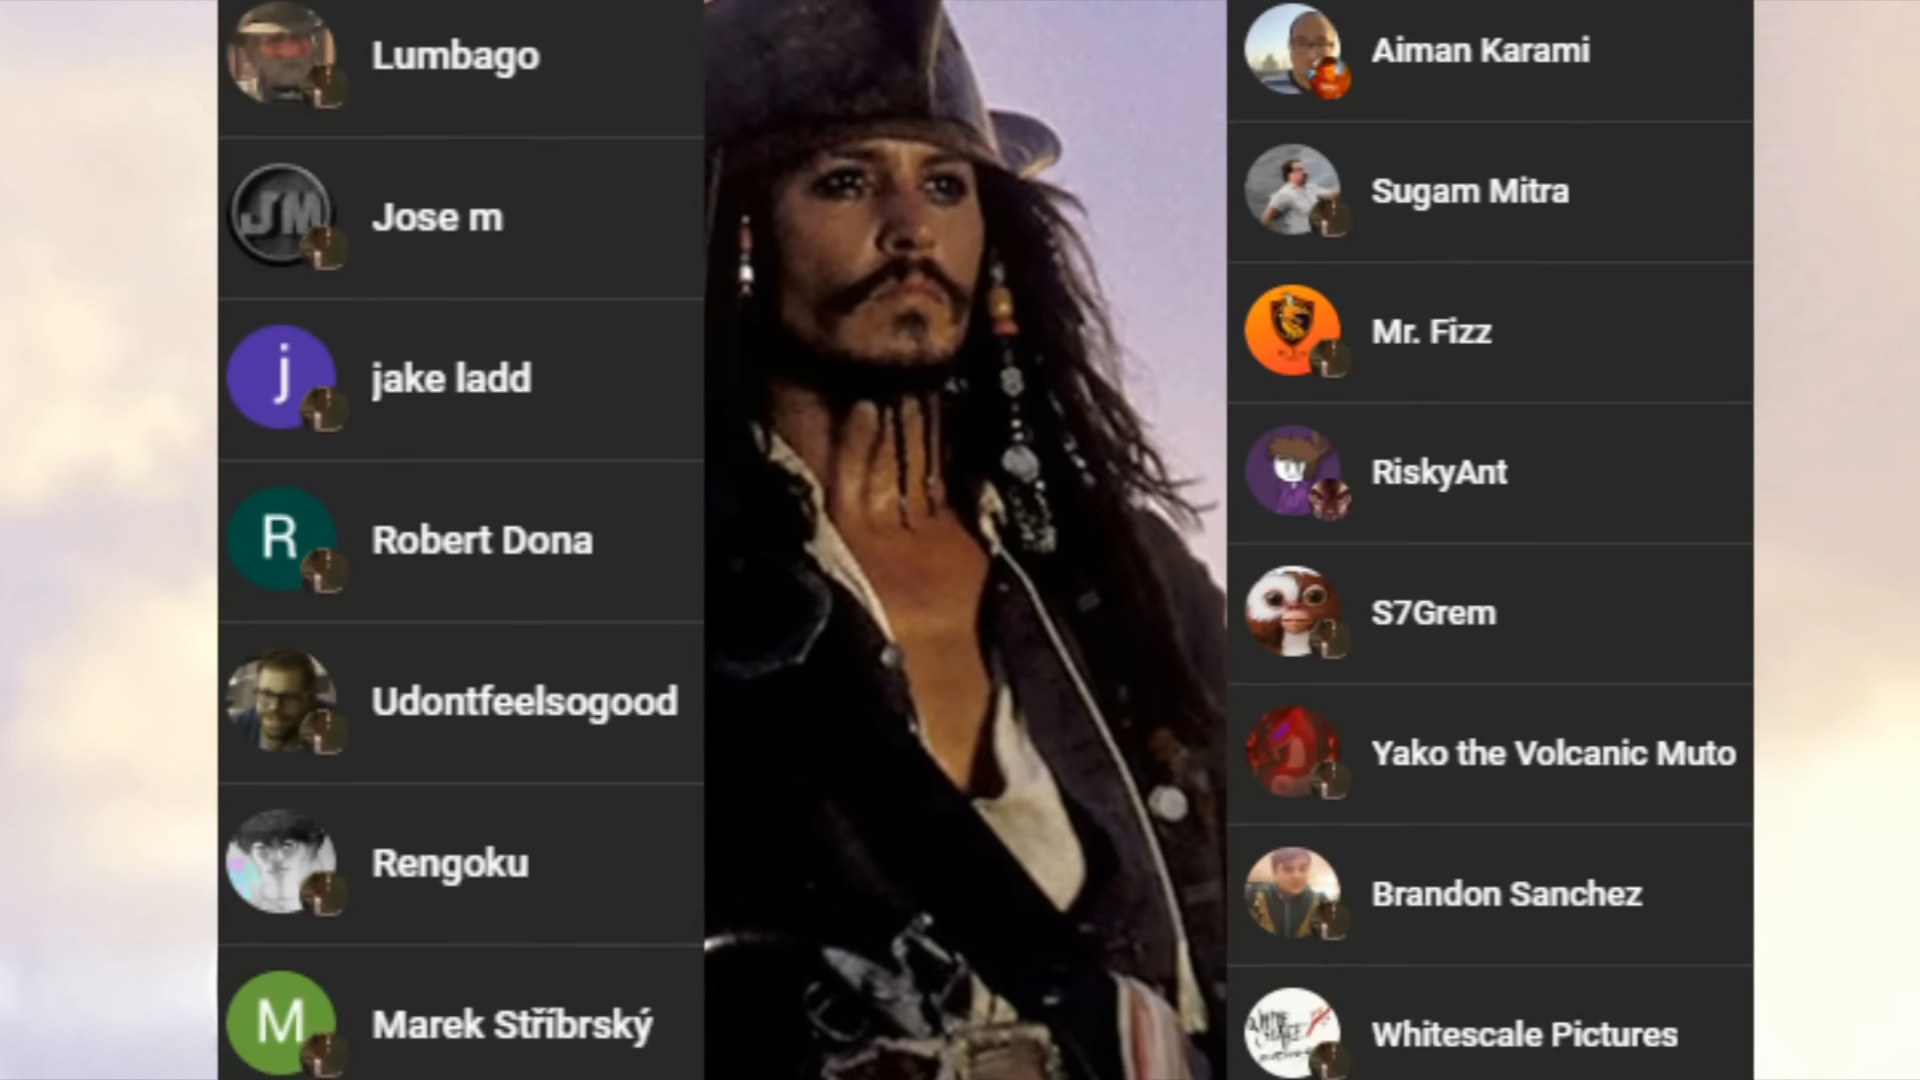 Lumbago
Jose m
JSM
j
jake ladd
R
Robert Dona
Udontfeelsogood
Rengoku
M
Marek Stříbrský
Aiman Karami
Sugam Mitra
Mr. Fizz
RiskyAnt
S7Grem
Yako the Volcanic Muto
Brandon Sanchez
Whitescale Pictures